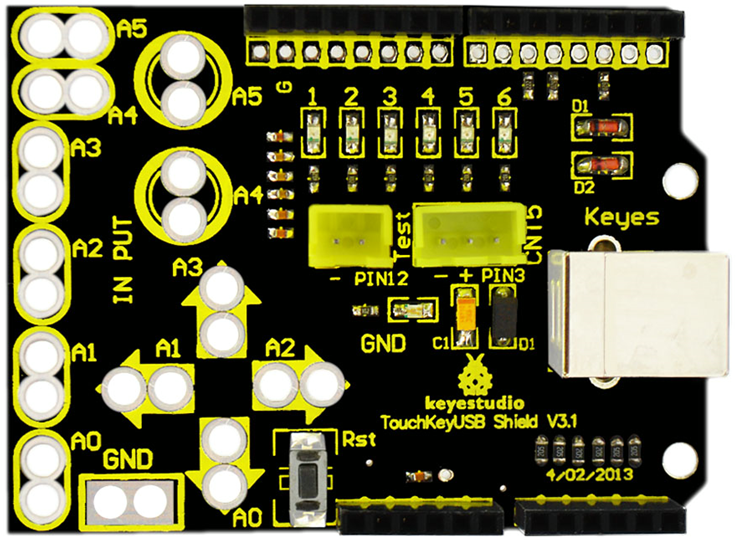 A5
A4
A5
A3
A4
A2
A1
A0
IN PUT
G
1 2 3 4 5 6
D1
D2
Keyes
Test
CNT5
- PIN12
- + PIN3
A3
A1
A2
A0
GND
C1
D1
keyestudio
TouchKeyUSB Shield V3.1
Rst
GND
4/02/2013